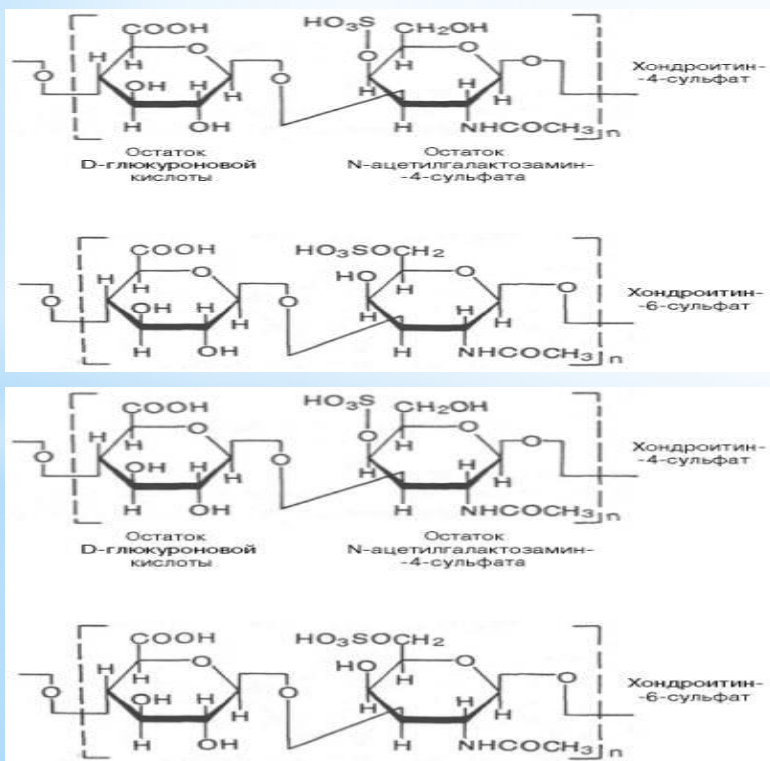 COOH
HO₃S
CH₂OH
O
O
O
H
H
H
O
O
H
OH
H
H
O
H
H
H
H
OH
H
NHCOCH₃
n
Хондроитин-
-4-сульфат
Остаток
D-глюкуроновой
кислоты
Остаток
N-ацетилгалактозамин-
-4-сульфата
COOH
HO₃SOCH₂
O
O
H
H
HO
H
O
O
O
OH
H
H
H
H
H
H
OH
H
NHCOCH₃
n
Хондроитин-
-6-сульфат
COOH
HO₃S
CH₂OH
O
O
O
H
H
H
O
O
H
OH
H
H
O
H
H
H
H
OH
H
NHCOCH₃
n
Хондроитин-
-4-сульфат
Остаток
D-глюкуроновой
кислоты
Остаток
N-ацетилгалактозамин-
-4-сульфата
COOH
HO₃SOCH₂
O
O
H
H
HO
H
O
O
O
OH
H
H
H
H
H
H
OH
H
NHCOCH₃
n
Хондроитин-
-6-сульфат